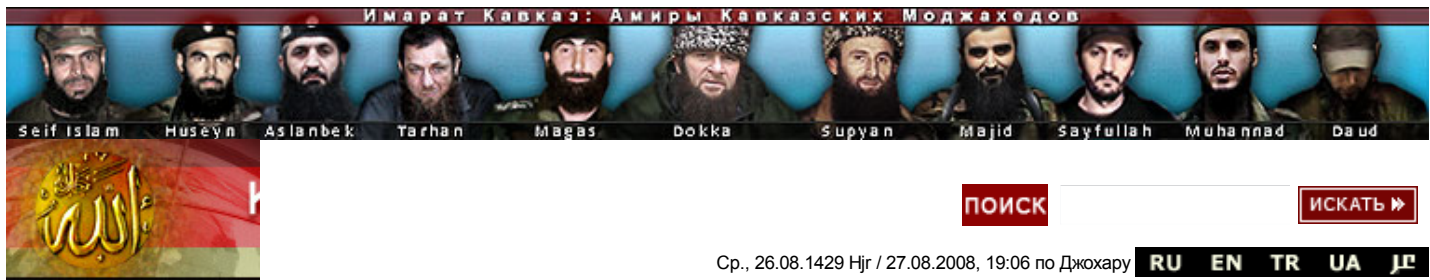 Имарат Кавказ: Амиры Кавказских Моджахедов
Seif Islam Huseyn Aslanbek Tarhan Magas Dokka Supyan Majid Sayfullah Muhannad Daud
الله
ПОИСК ИСКАТЬ
Ср., 26.08.1429 Hjr / 27.08.2008, 19:06 по Джохару RU EN TR UA